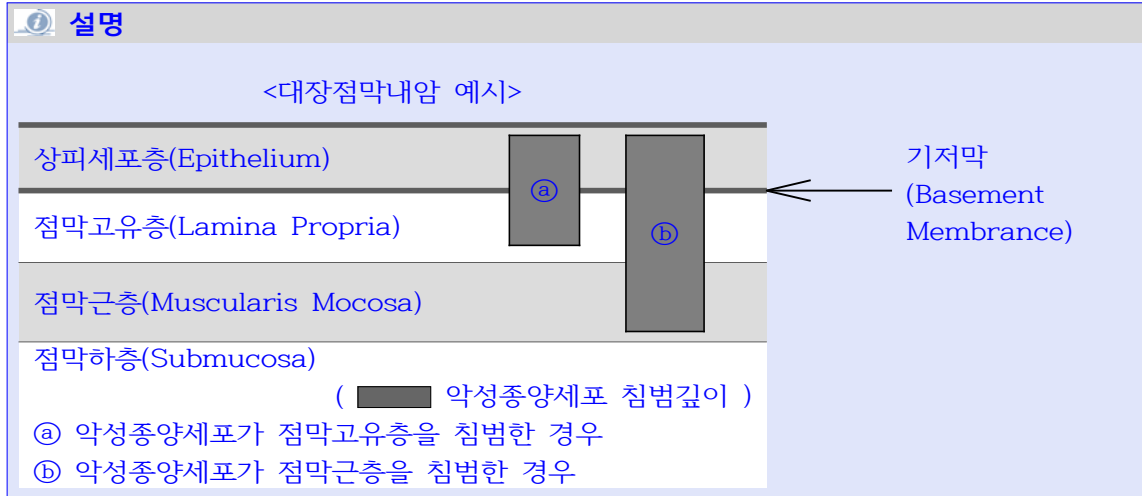 설명
<대장점막내암 예시>
상피세포층(Epithelium)
ⓐ
기저막
(Basement
Membrance)
점막고유층(Lamina Propria)
ⓑ
점막근층(Muscularis Mocosa)
점막하층(Submucosa)
( 악성종양세포 침범깊이 )
ⓐ 악성종양세포가 점막고유층을 침범한 경우
ⓑ 악성종양세포가 점막근층을 침범한 경우